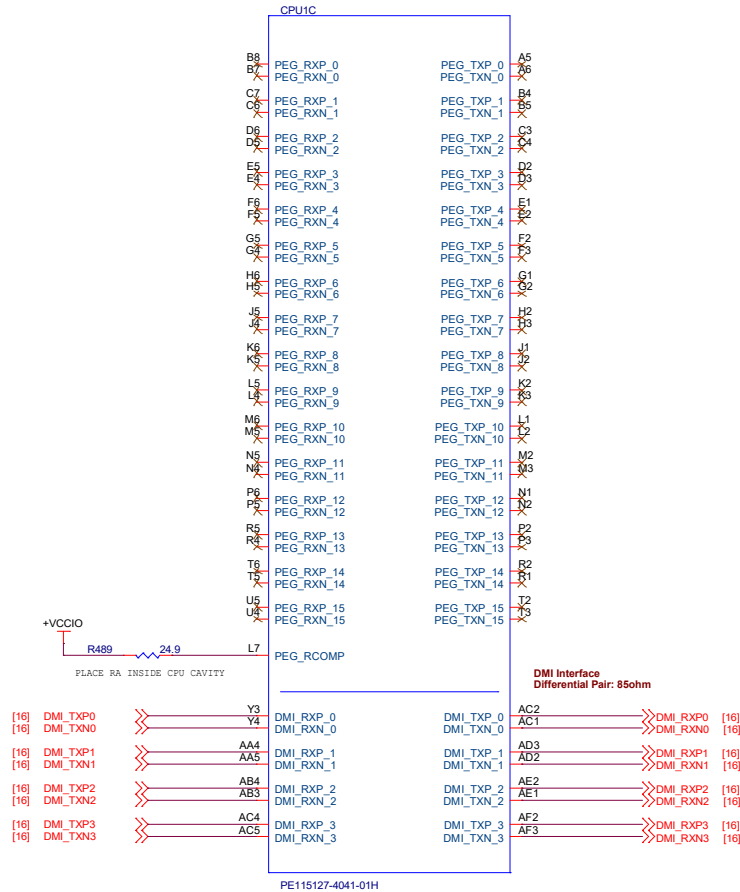 CPU1C
B8 PEG_RXP_0 PEG_TXP_0 A5
B7 PEG_RXN_0 PEG_TXN_0 A6
C7 PEG_RXP_1 PEG_TXP_1 B4
C6 PEG_RXN_1 PEG_TXN_1 B5
D6 PEG_RXP_2 PEG_TXP_2 C3
D5 PEG_RXN_2 PEG_TXN_2 C4
E5 PEG_RXP_3 PEG_TXP_3 D2
E4 PEG_RXN_3 PEG_TXN_3 D3
F6 PEG_RXP_4 PEG_TXP_4 E1
F5 PEG_RXN_4 PEG_TXN_4 E2
G5 PEG_RXP_5 PEG_TXP_5 F2
G4 PEG_RXN_5 PEG_TXN_5 F3
H6 PEG_RXP_6 PEG_TXP_6 G1
H5 PEG_RXN_6 PEG_TXN_6 G2
J5 PEG_RXP_7 PEG_TXP_7 H2
J4 PEG_RXN_7 PEG_TXN_7 H3
K6 PEG_RXP_8 PEG_TXP_8 J1
K5 PEG_RXN_8 PEG_TXN_8 J2
L5 PEG_RXP_9 PEG_TXP_9 K2
L4 PEG_RXN_9 PEG_TXN_9 K3
M6 PEG_RXP_10 PEG_TXP_10 L1
M5 PEG_RXN_10 PEG_TXN_10 L2
N5 PEG_RXP_11 PEG_TXP_11 M2
N4 PEG_RXN_11 PEG_TXN_11 M3
P6 PEG_RXP_12 PEG_TXP_12 N1
P5 PEG_RXN_12 PEG_TXN_12 N2
R5 PEG_RXP_13 PEG_TXP_13 P2
R4 PEG_RXN_13 PEG_TXN_13 P3
T6 PEG_RXP_14 PEG_TXP_14 R2
T5 PEG_RXN_14 PEG_TXN_14 R1
U5 PEG_RXP_15 PEG_TXP_15 T2
U4 PEG_RXN_15 PEG_TXN_15 T3
+VCCIO
R489 24.9 L7 PEG_RCOMP
PLACE RA INSIDE CPU CAVITY
DMI Interface
Differential Pair: 85ohm
[16] DMI_TXP0 Y3 DMI_RXP_0 DMI_TXP_0 AC2 DMI_RXP0 [16]
[16] DMI_TXN0 Y4 DMI_RXN_0 DMI_TXN_0 AC1 DMI_RXN0 [16]
[16] DMI_TXP1 AA4 DMI_RXP_1 DMI_TXP_1 AD3 DMI_RXP1 [16]
[16] DMI_TXN1 AA5 DMI_RXN_1 DMI_TXN_1 AD2 DMI_RXN1 [16]
[16] DMI_TXP2 AB4 DMI_RXP_2 DMI_TXP_2 AE2 DMI_RXP2 [16]
[16] DMI_TXN2 AB3 DMI_RXN_2 DMI_TXN_2 AE1 DMI_RXN2 [16]
[16] DMI_TXP3 AC4 DMI_RXP_3 DMI_TXP_3 AF2 DMI_RXP3 [16]
[16] DMI_TXN3 AC5 DMI_RXN_3 DMI_TXN_3 AF3 DMI_RXN3 [16]
PE115127-4041-01H